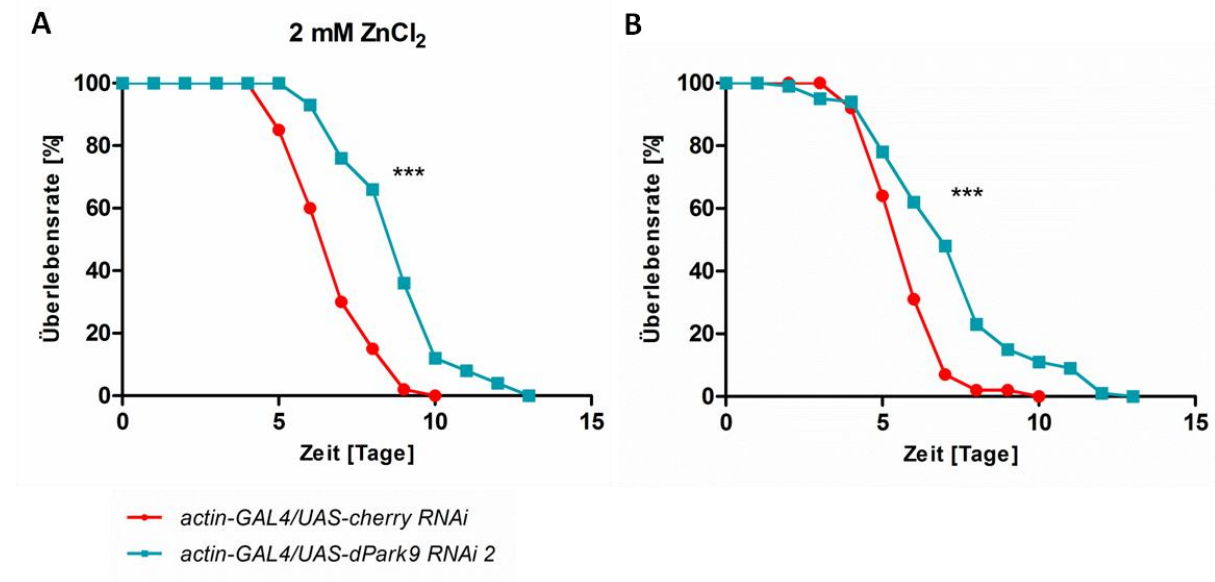 A
2 mM ZnCl₂
Überlebensrate [%]
100
80
60
40
20
0
0 5 10 15
Zeit [Tage]
***
B
Überlebensrate [%]
100
80
60
40
20
0
0 5 10 15
Zeit [Tage]
***
actin-GAL4/UAS-cherry RNAi
actin-GAL4/UAS-dPark9 RNAi 2